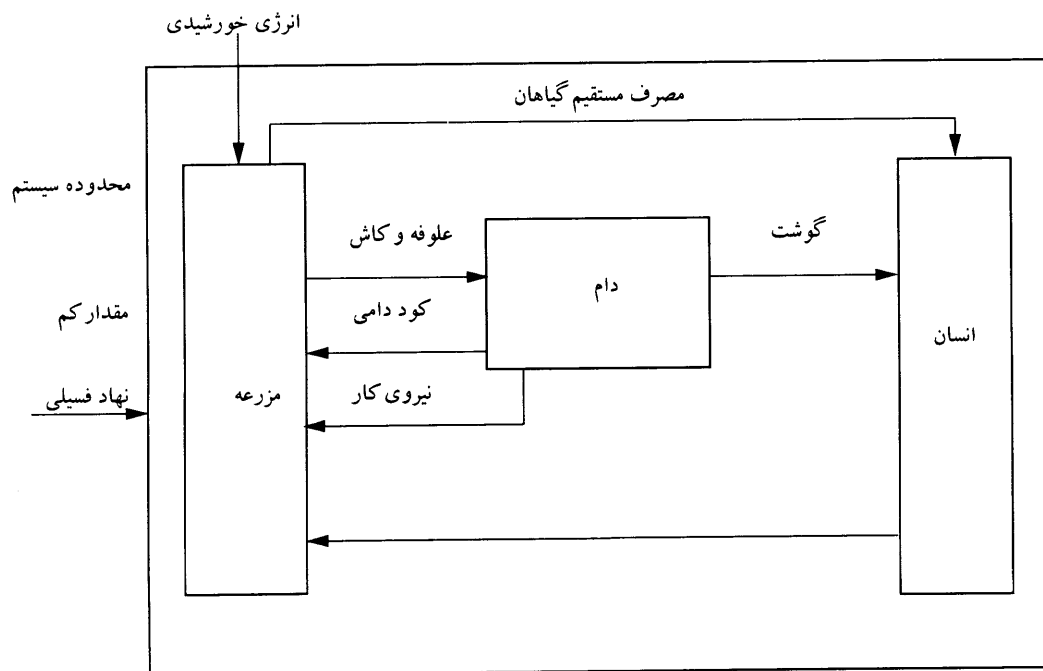 انرژی خورشیدی
مصرف مستقیم گیاهان
محدوده سیستم
علوفه و کاش
گوشت
دام
مقدار کم
کود دامی
انسان
نهاد فسیلی
نیروی کار
مزرعه